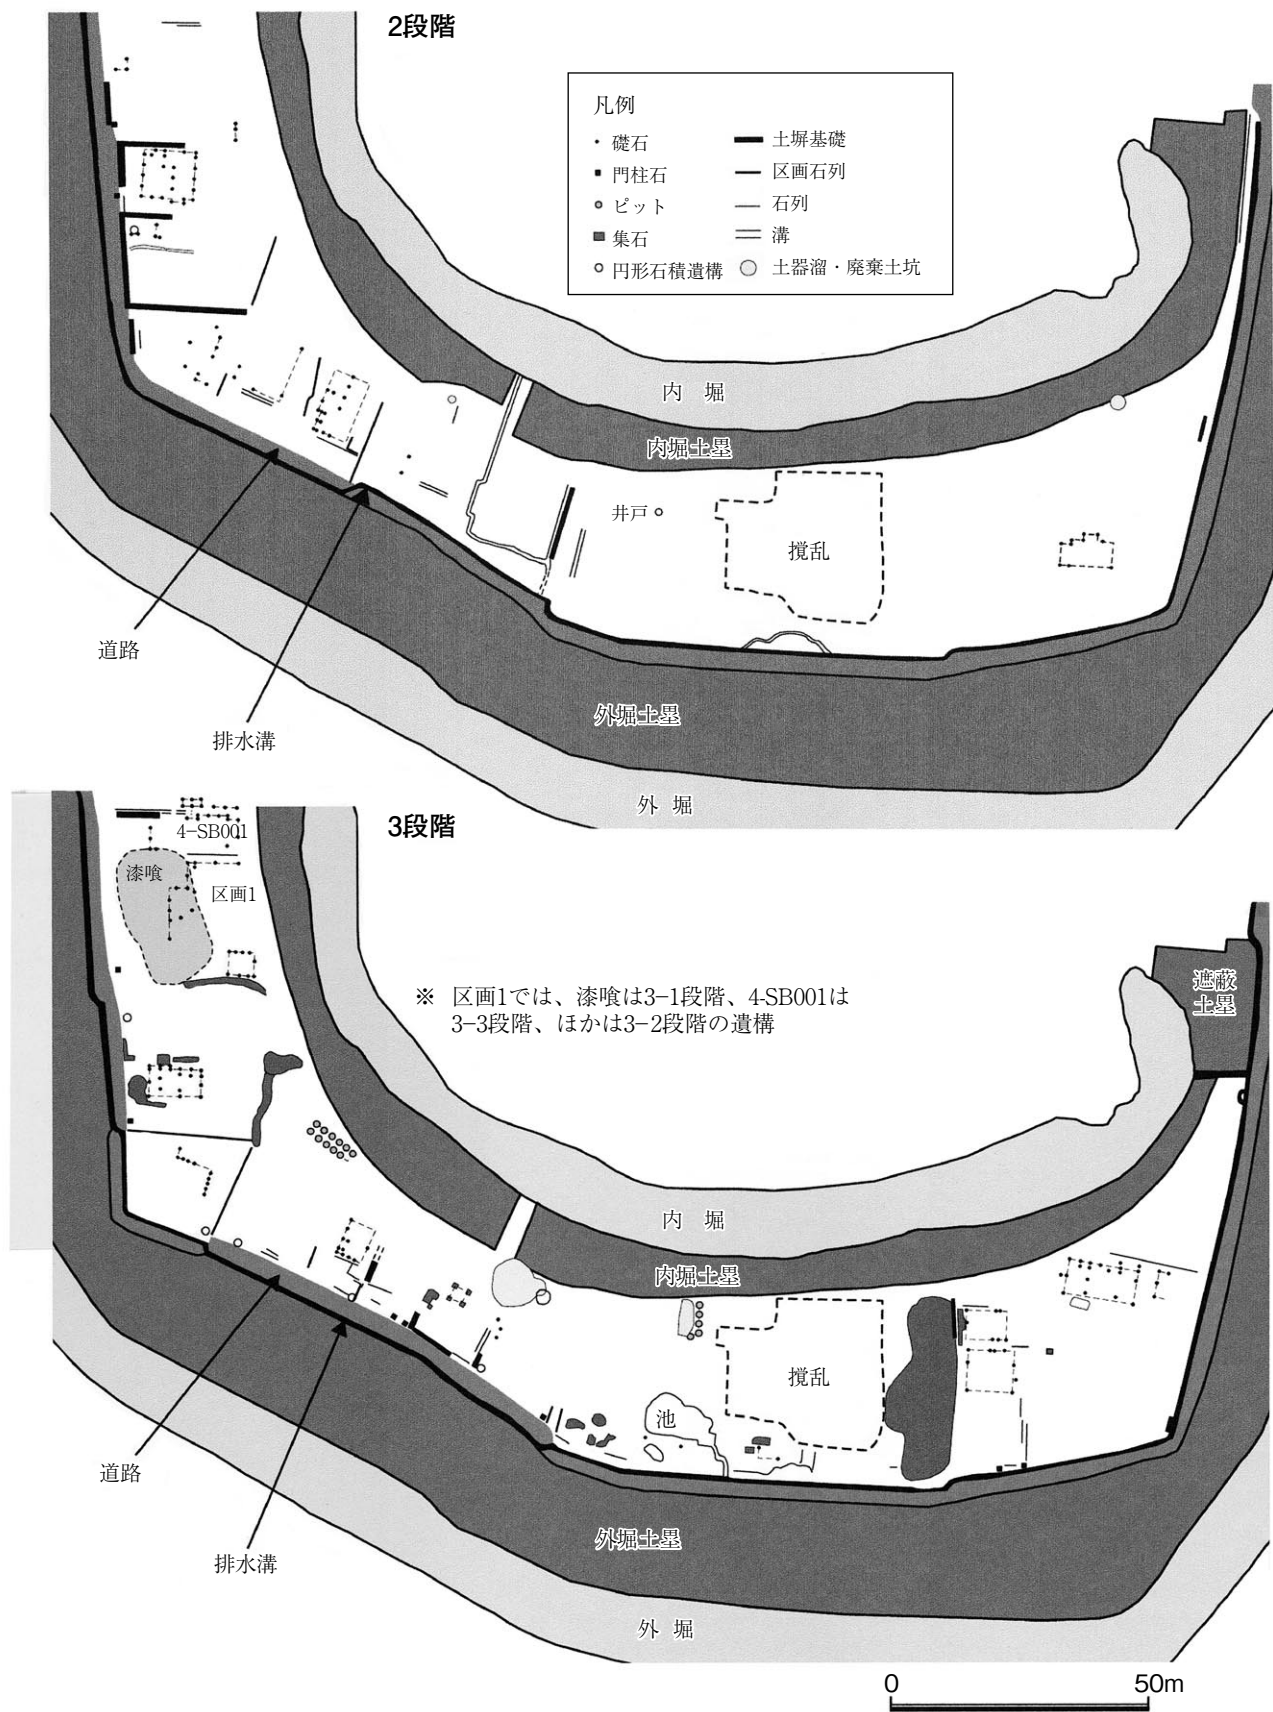 2段階
凡例
礎石
門柱石
ピット
集石
円形石積遺構
土塀基礎
区画石列
石列
溝
土器溜・廃棄土坑
内 堀
内堀土塁
井戸
攪乱
道路
排水溝
外堀土塁
外 堀
3段階
4-SB001
漆喰
区画1
※ 区画1では、漆喰は3-1段階、4-SB001は
3-3段階、ほかは3-2段階の遺構
遮蔽
土塁
内 堀
内堀土塁
攪乱
池
道路
排水溝
外堀土塁
外 堀
0 50m